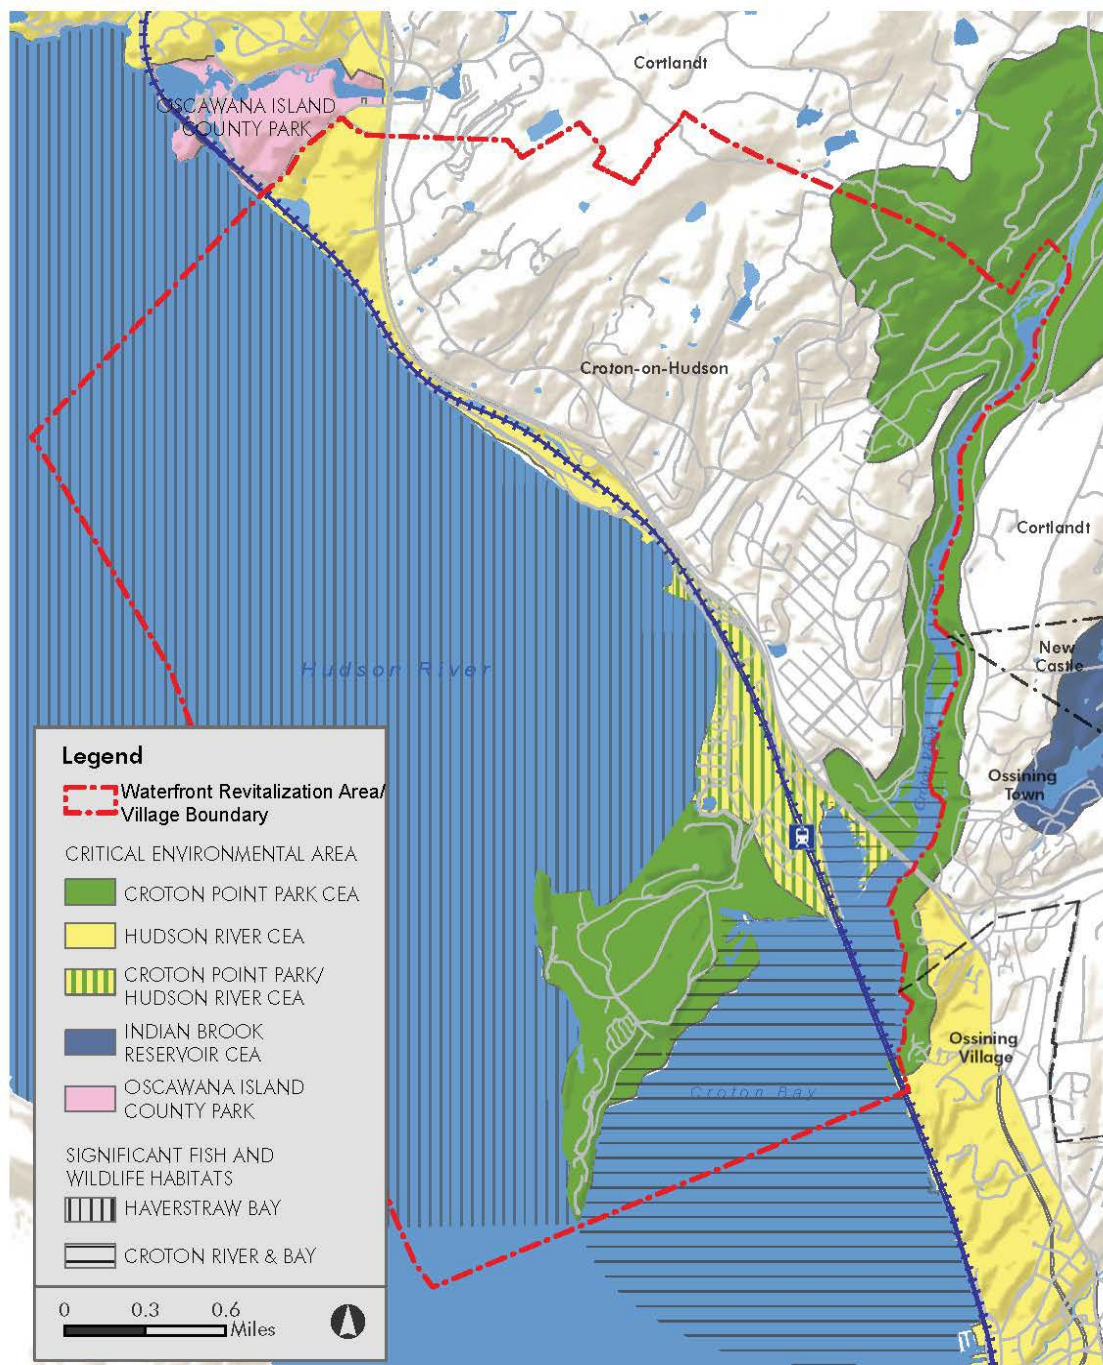 Cortlandt
OSCAWANA ISLAND
COUNTY PARK
Croton-on-Hudson
Cortlandt
New
Castle
Hudson River
Ossining
Town
Croton River
Ossining
Village
Croton Bay
Legend
Waterfront Revitalization Area/
Village Boundary
CRITICAL ENVIRONMENTAL AREA
CROTON POINT PARK CEA
HUDSON RIVER CEA
CROTON POINT PARK/
HUDSON RIVER CEA
INDIAN BROOK
RESERVOIR CEA
OSCAWANA ISLAND
COUNTY PARK
SIGNIFICANT FISH AND
WILDLIFE HABITATS
HAVERSTRAW BAY
CROTON RIVER & BAY
0 0.3 0.6
Miles